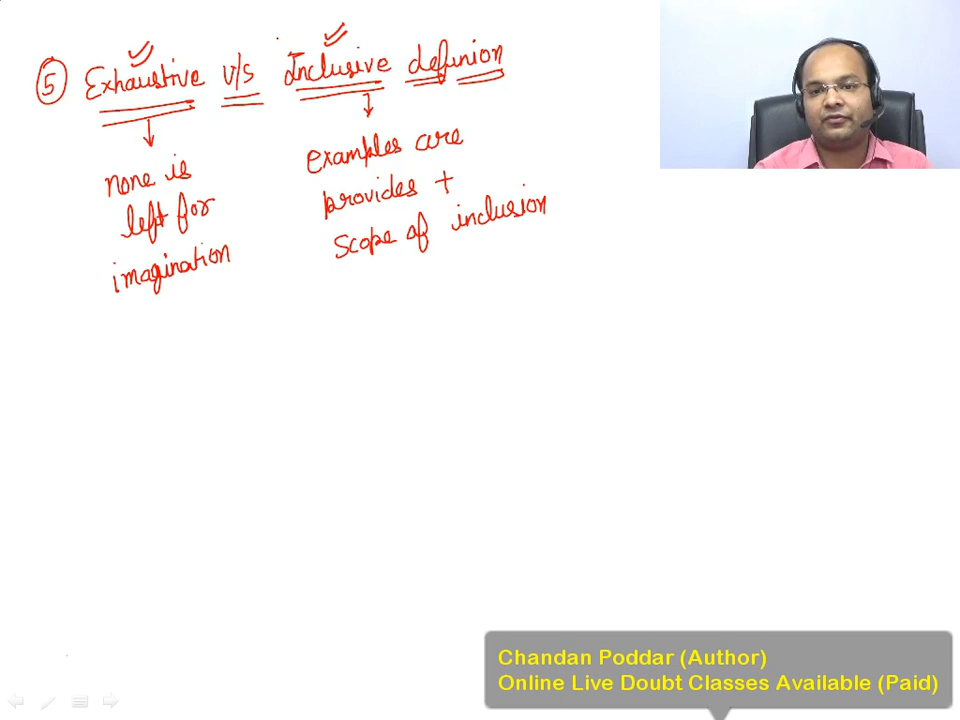 5 Exhaustive v/s Inclusive definion
none is
left for
imagination
examples are
provides +
scope of inclusion
Chandan Poddar (Author)
Online Live Doubt Classes Available (Paid)